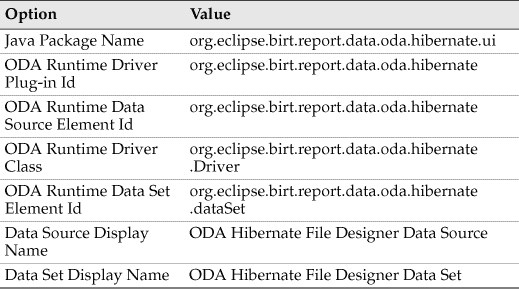 Option Value
Java Package Name org.eclipse.birt.report.data.oda.hibernate.ui
ODA Runtime Driver org.eclipse.birt.report.data.oda.hibernate
Plug-in Id
ODA Runtime Data org.eclipse.birt.report.data.oda.hibernate
Source Element Id
ODA Runtime Driver org.eclipse.birt.report.data.oda.hibernate
Class .Driver
ODA Runtime Data Set org.eclipse.birt.report.data.oda.hibernate
Element Id .dataSet
Data Source Display ODA Hibernate File Designer Data Source
Name
Data Set Display Name ODA Hibernate File Designer Data Set